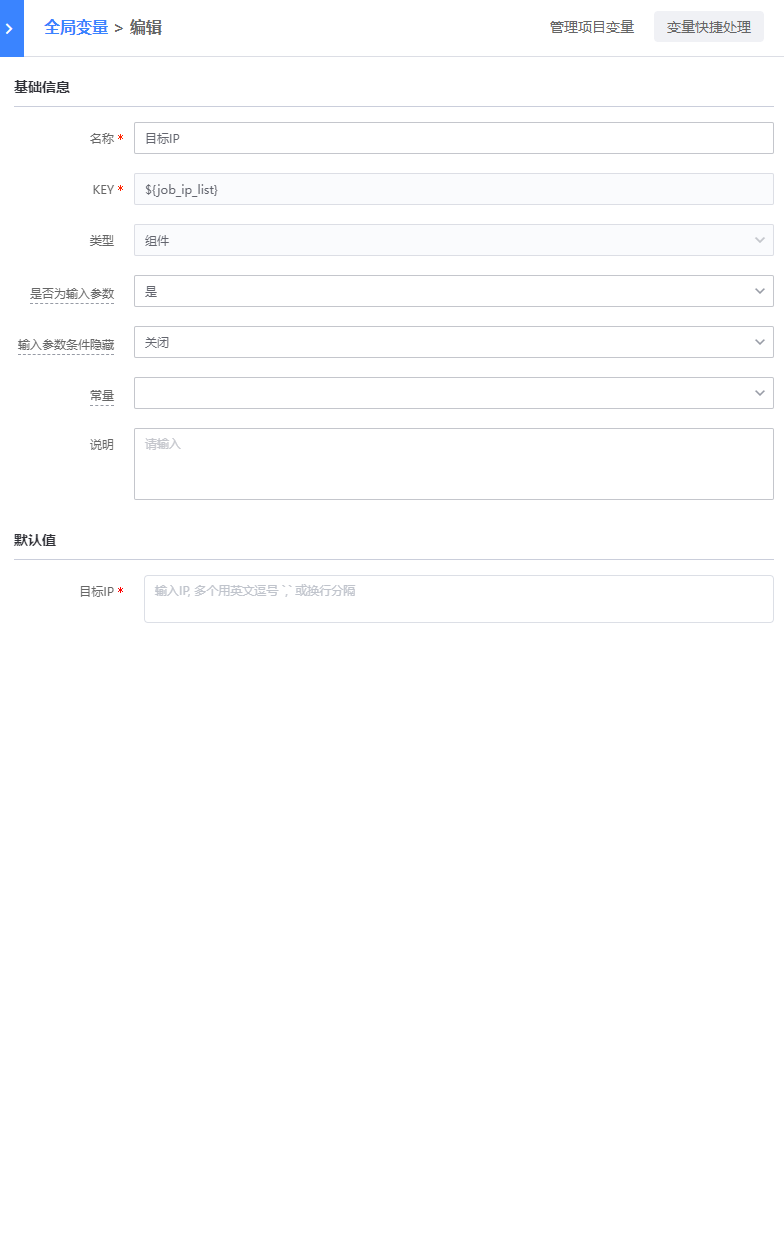 全局变量 > 编辑 管理项目变量 变量快捷处理
基础信息
名称 * 目标IP
KEY * ${job_ip_list}
类型 组件
是否为输入参数 是
输入参数条件隐藏 关闭
常量
说明 请输入
默认值
目标IP * 输入IP, 多个用英文逗号 `,` 或换行分隔